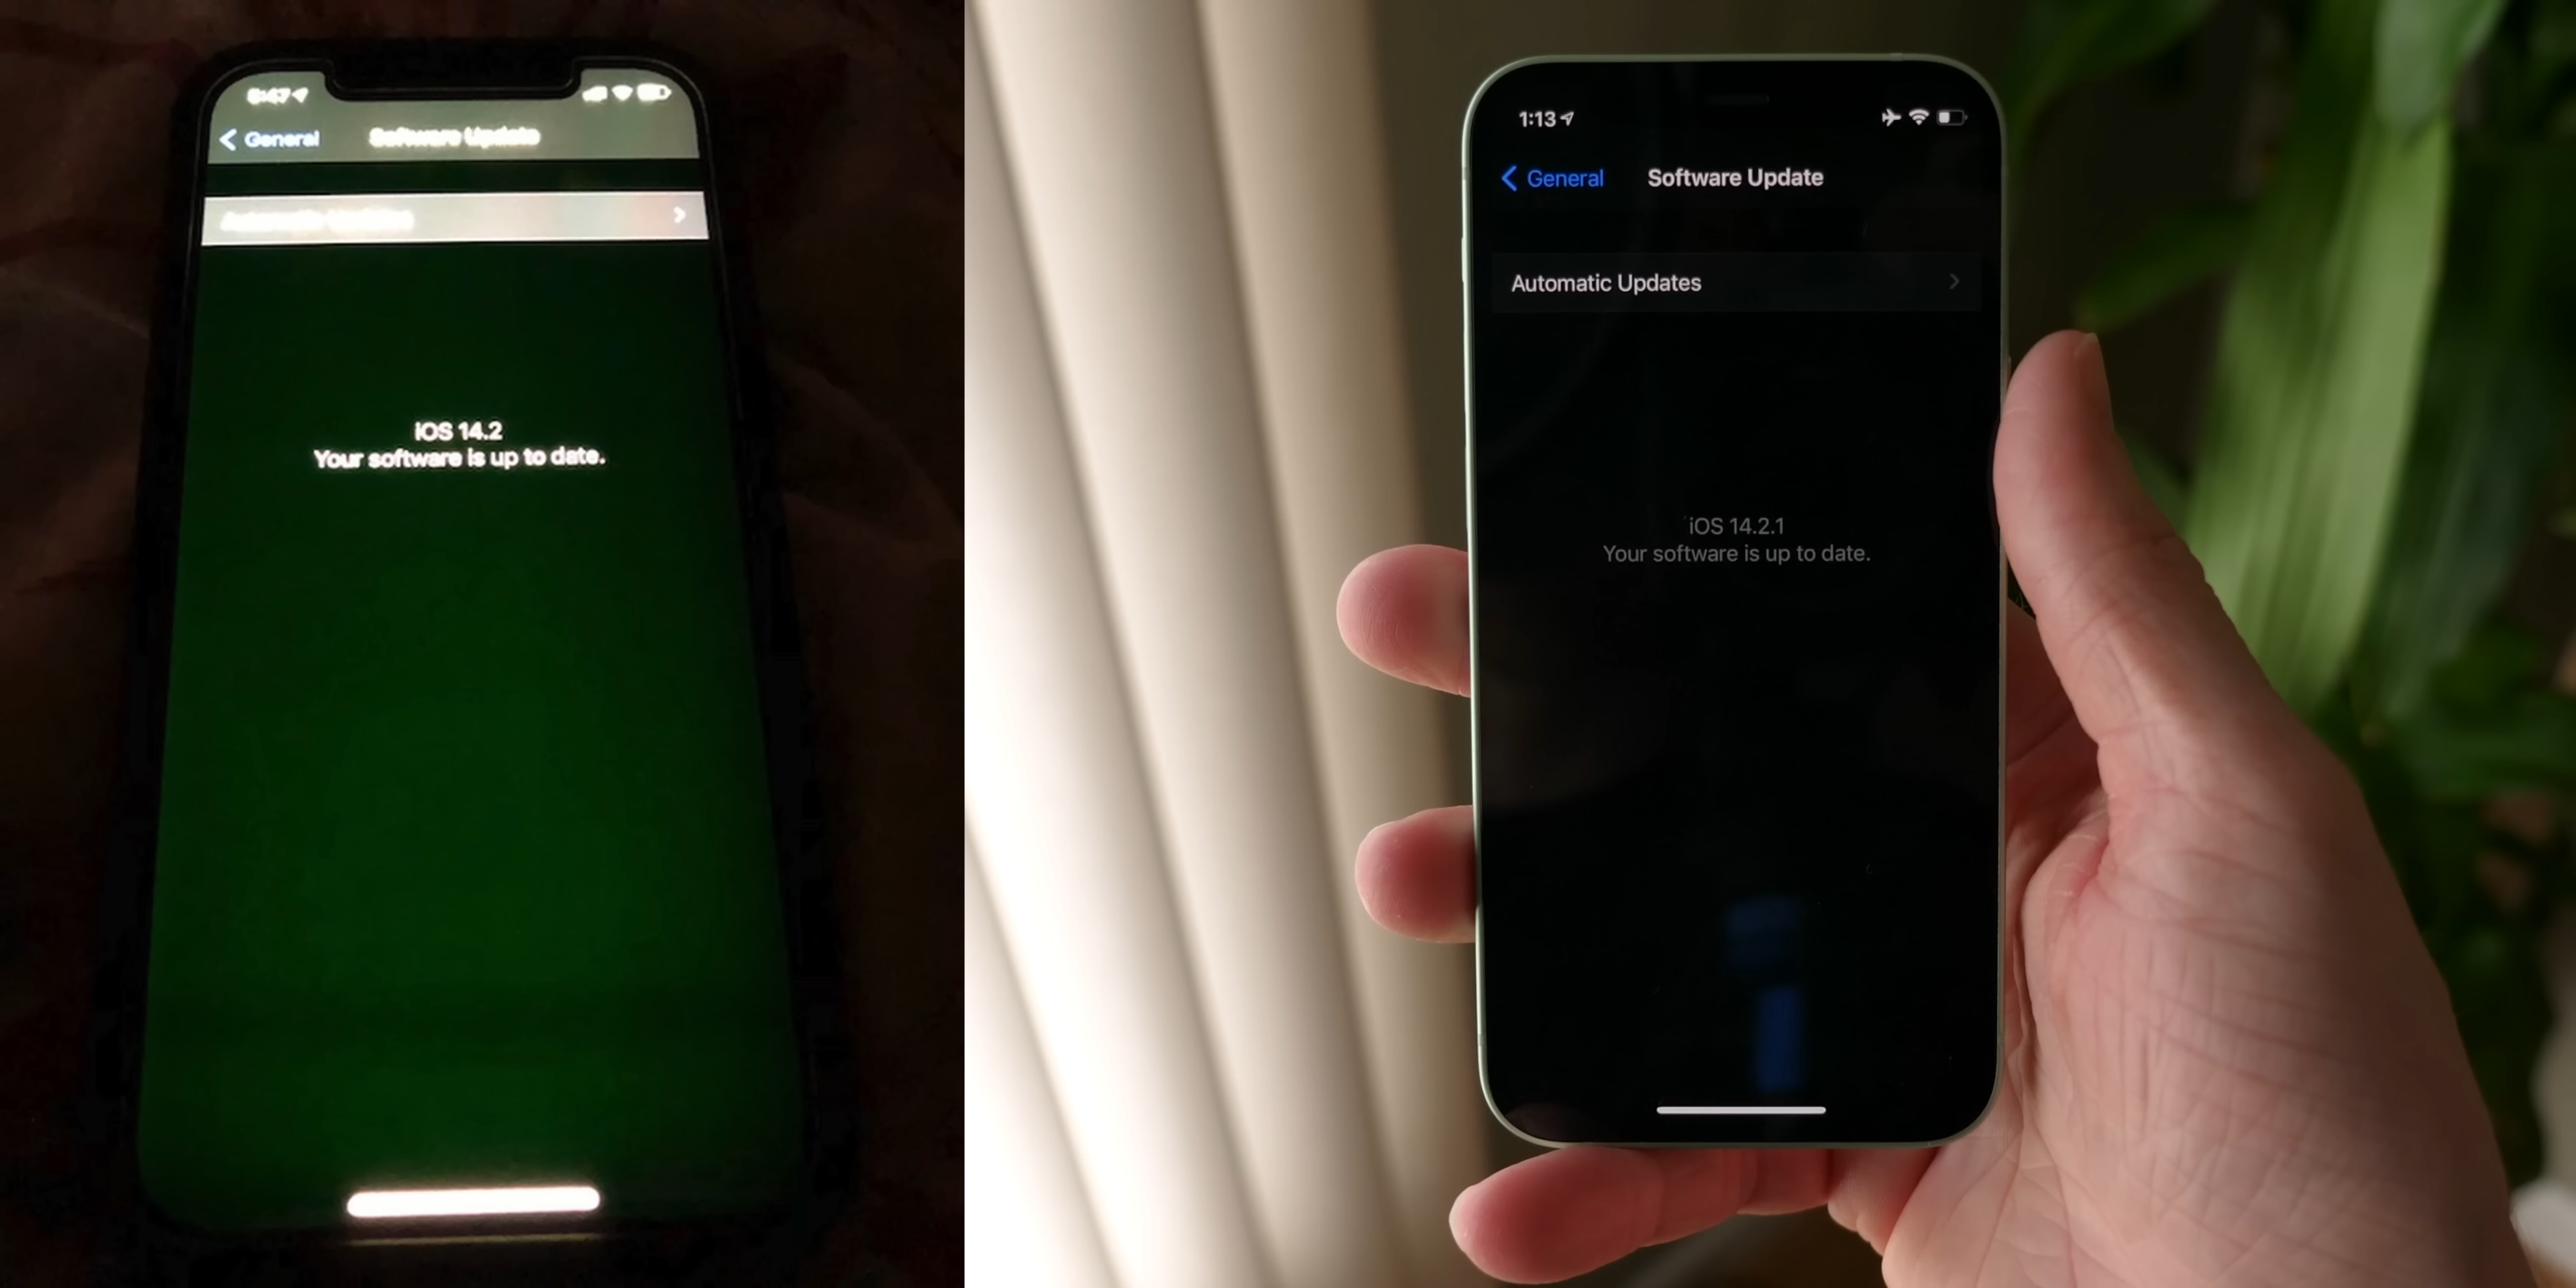 General
Software Update
Automatic Updates
iOS 14.2
Your software is up to date.
1:13
General
Software Update
Automatic Updates
iOS 14.2.1
Your software is up to date.